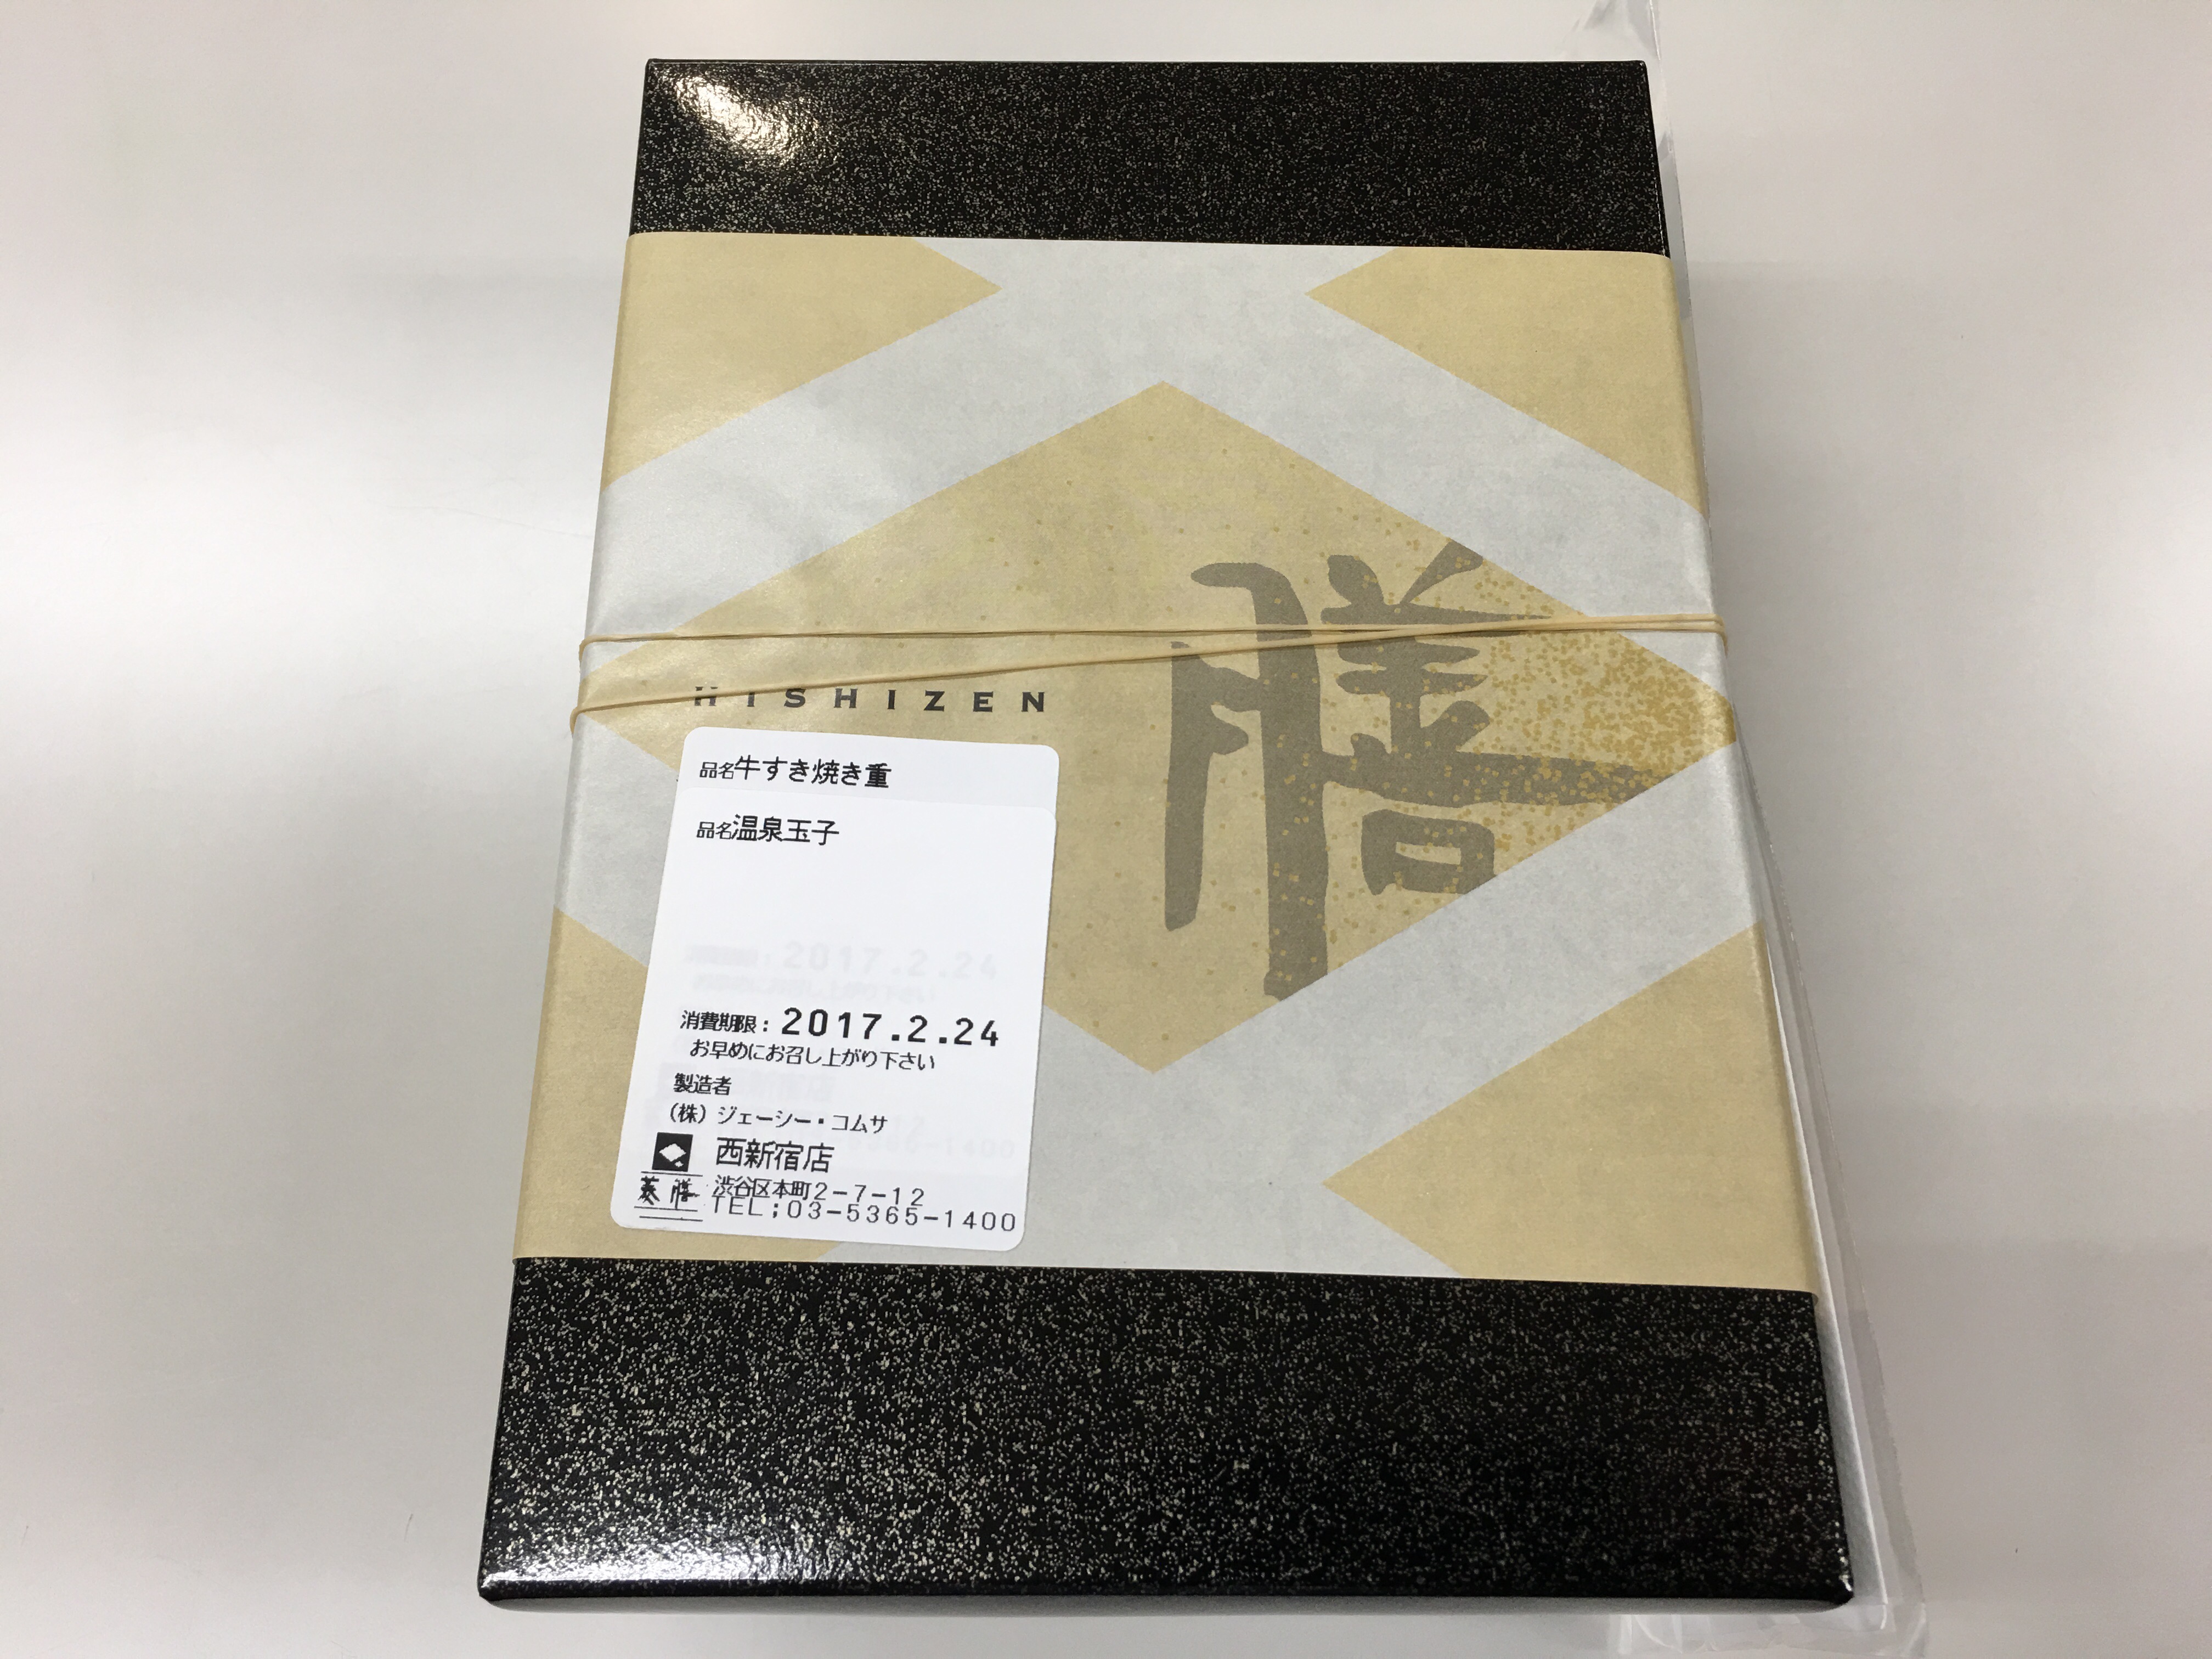 膳
HISHIZEN
品名牛すき焼き重
品名温泉玉子
消費期限：2017.2.24
お早めにお召し上がり下さい
製造者
（株）ジェーシー・コムサ
西新宿店
菱膳
渋谷区本町2-7-12
TEL;03-5365-1400